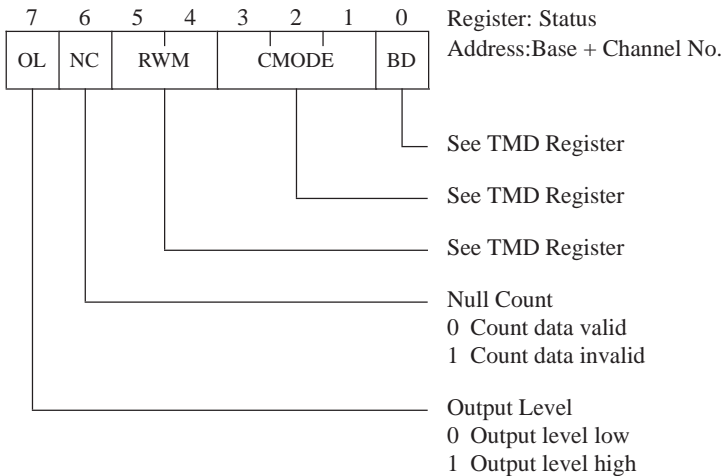 7 6 5 4 3 2 1 0 Register: Status
Address:Base + Channel No.
OL NC RWM CMODE BD
See TMD Register
See TMD Register
See TMD Register
Null Count
0 Count data valid
1 Count data invalid
Output Level
0 Output level low
1 Output level high